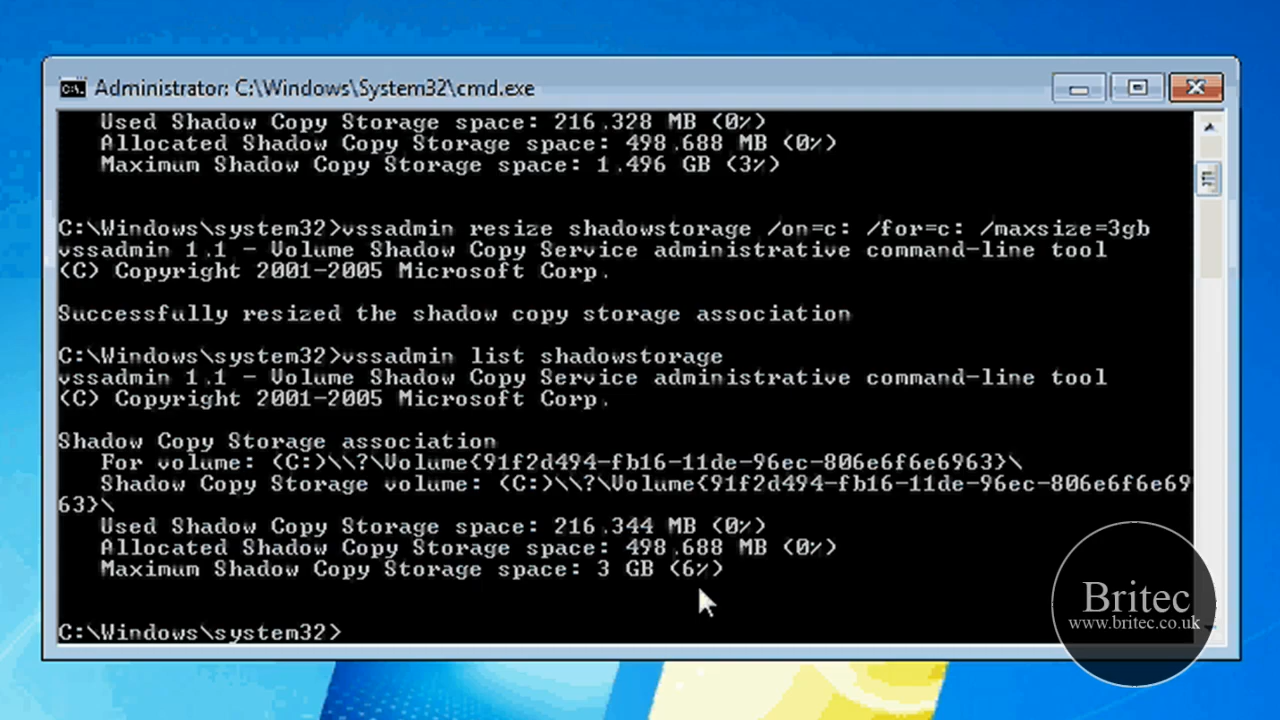 Administrator: C:\Windows\System32\cmd.exe
Used Shadow Copy Storage space: 216.328 MB (0%)
Allocated Shadow Copy Storage space: 498.688 MB (0%)
Maximum Shadow Copy Storage space: 1.496 GB (3%)
C:\Windows\system32>vssadmin resize shadowstorage /on=c: /for=c: /maxsize=3gb
vssadmin 1.1 - Volume Shadow Copy Service administrative command-line tool
(C) Copyright 2001-2005 Microsoft Corp.
Successfully resized the shadow copy storage association
C:\Windows\system32>vssadmin list shadowstorage
vssadmin 1.1 - Volume Shadow Copy Service administrative command-line tool
(C) Copyright 2001-2005 Microsoft Corp.
Shadow Copy Storage association
For volume: (C:)\\?\Volume{91f2d494-fb16-11de-96ec-806e6f6e6963}\
Shadow Copy Storage volume: (C:)\\?\Volume{91f2d494-fb16-11de-96ec-806e6f6e69
63}\
Used Shadow Copy Storage space: 216.344 MB (0%)
Allocated Shadow Copy Storage space: 498.688 MB (0%)
Maximum Shadow Copy Storage space: 3 GB (6%)
C:\Windows\system32>
Britec
www.britec.co.uk